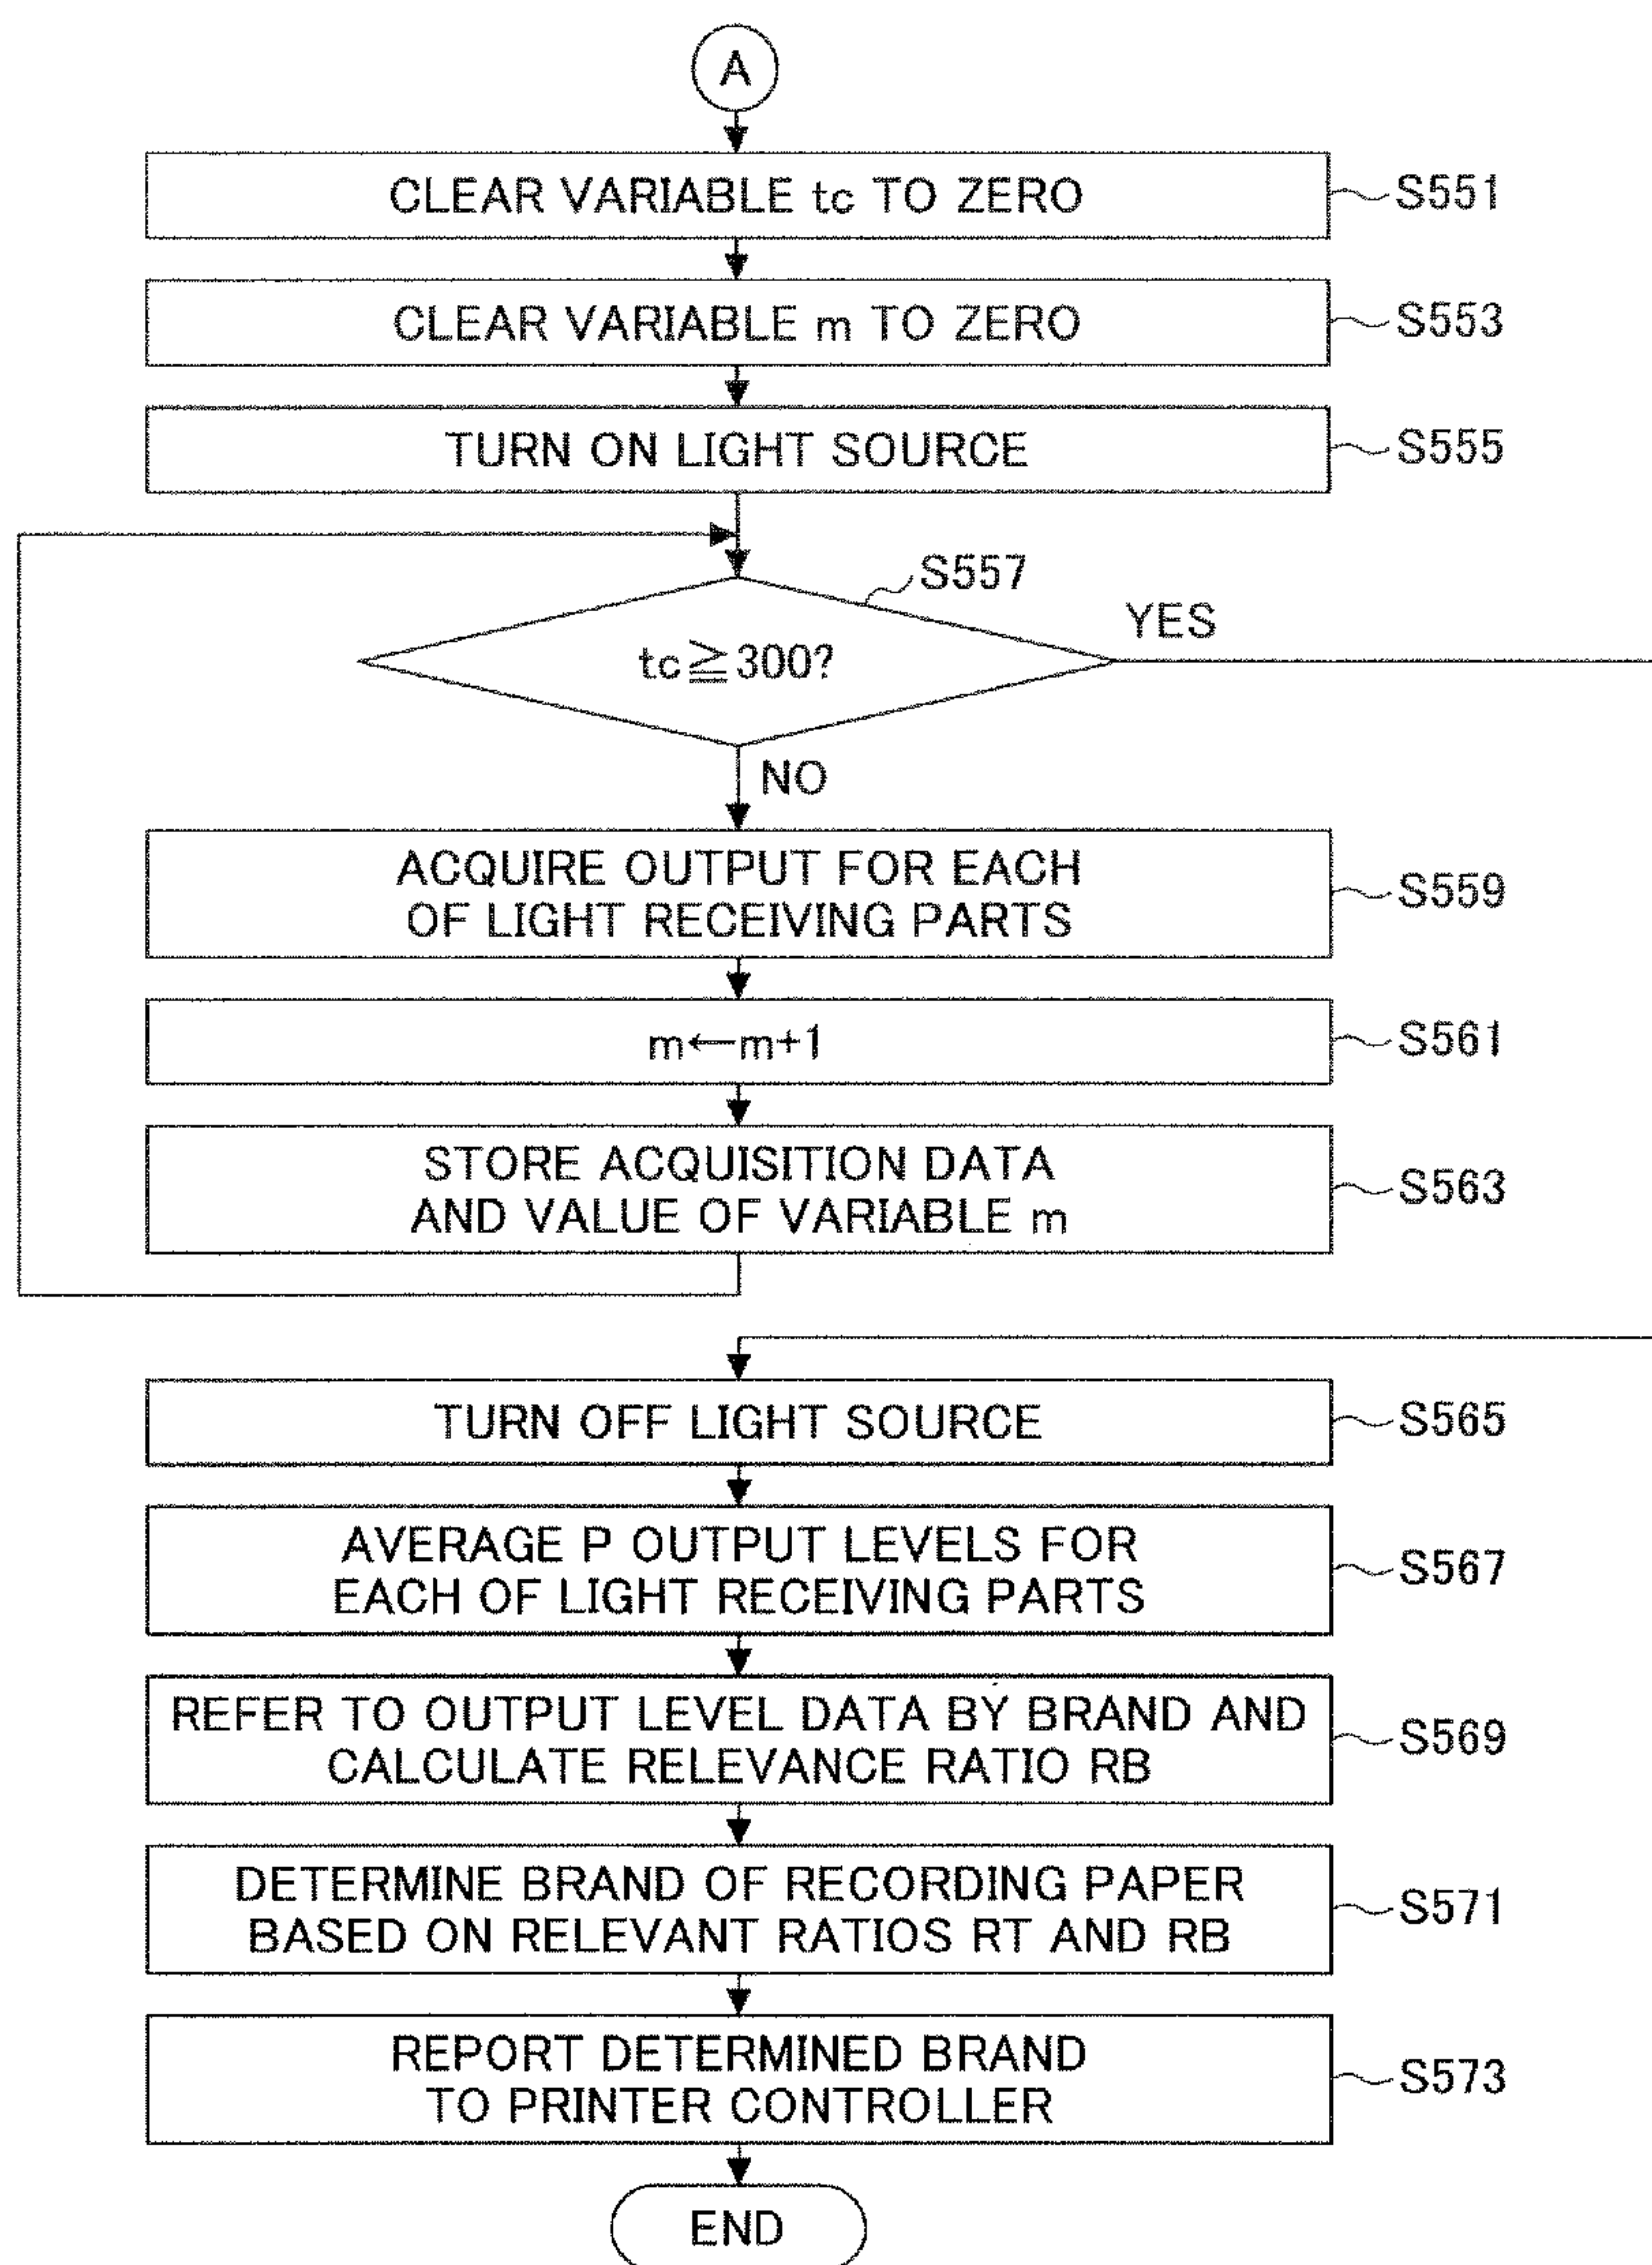 A
CLEAR VARIABLE tc TO ZERO
S551
CLEAR VARIABLE m TO ZERO
S553
TURN ON LIGHT SOURCE
S555
S557
YES
tc≧300?
NO
ACQUIRE OUTPUT FOR EACH
OF LIGHT RECEIVING PARTS
S559
m←m+1
S561
STORE ACQUISITION DATA
AND VALUE OF VARIABLE m
S563
TURN OFF LIGHT SOURCE
S565
AVERAGE P OUTPUT LEVELS FOR
EACH OF LIGHT RECEIVING PARTS
S567
REFER TO OUTPUT LEVEL DATA BY BRAND AND
CALCULATE RELEVANCE RATIO RB
S569
DETERMINE BRAND OF RECORDING PAPER
BASED ON RELEVANT RATIOS RT AND RB
S571
REPORT DETERMINED BRAND
TO PRINTER CONTROLLER
S573
END